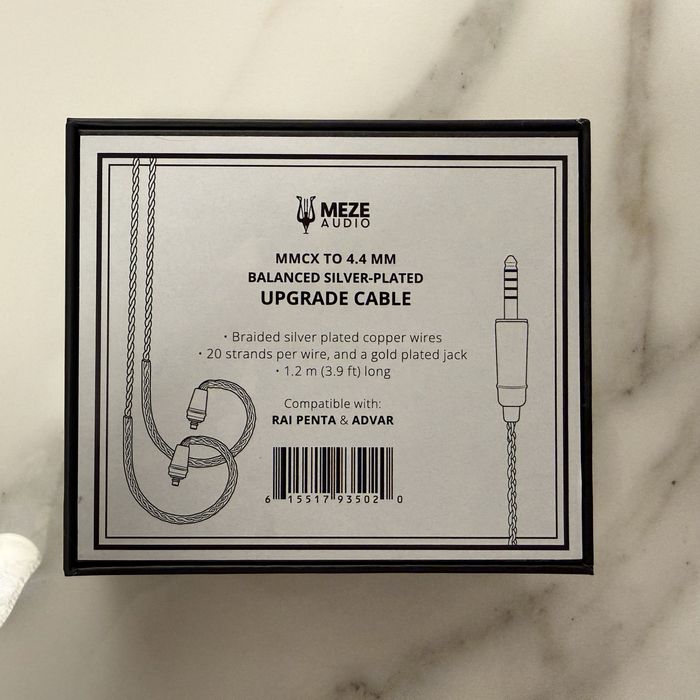 MEZE
AUDIO
MMCX TO 4.4 MM
BALANCED SILVER-PLATED
UPGRADE CABLE
• Braided silver plated copper wires
• 20 strands per wire, and a gold plated jack
• 1.2 m (3.9 ft) long
Compatible with:
RAI PENTA & ADVAR
6 15517 93502 0